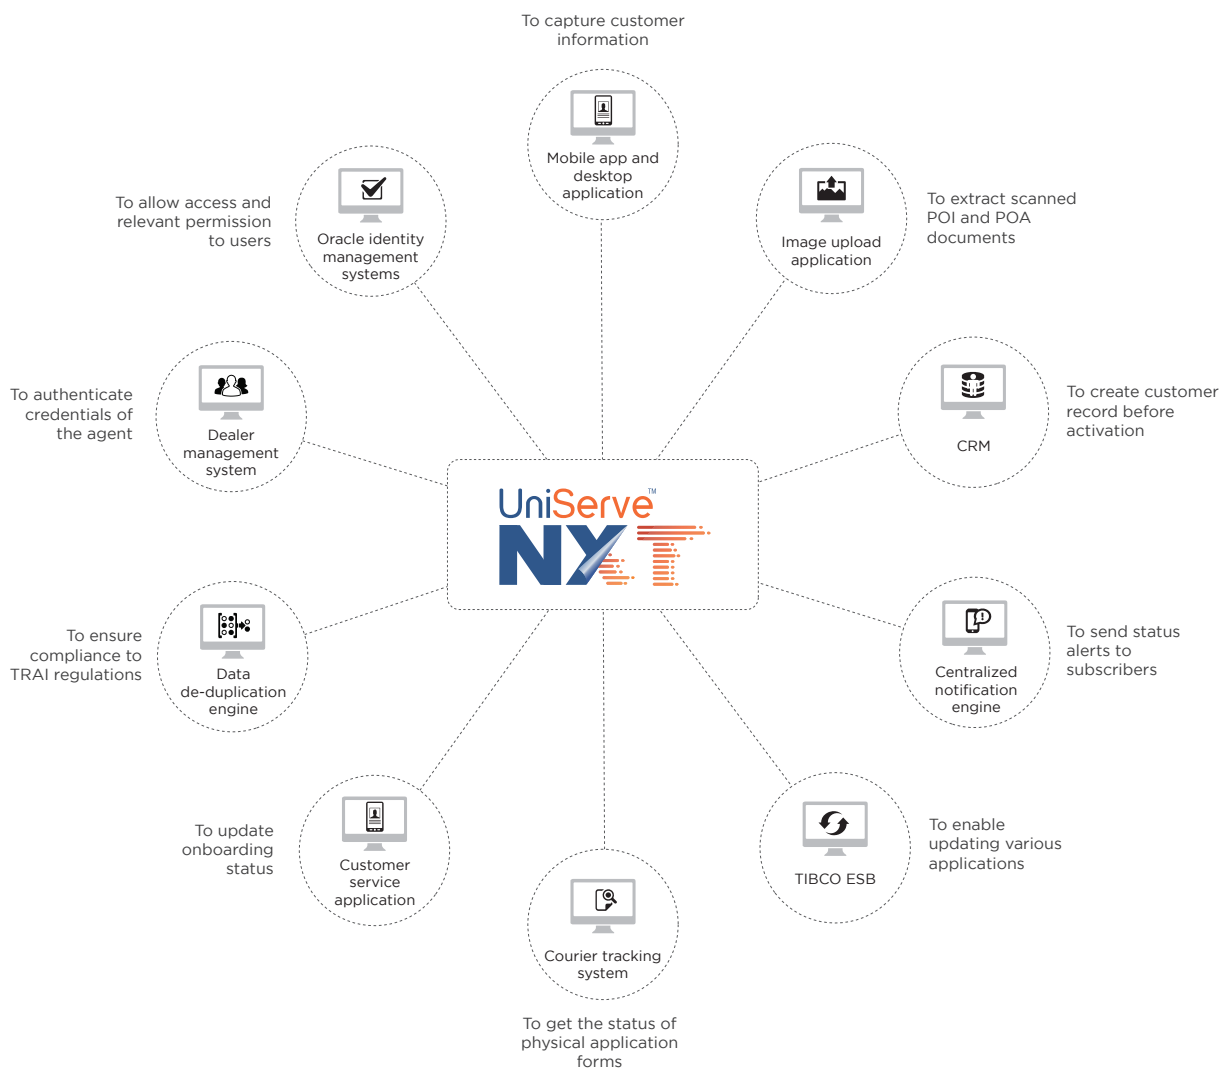 To capture customer
information
Mobile app and
desktop
application
To allow access and
relevant permission
to users
Oracle identity
management
systems
Image upload
application
To extract scanned
POI and POA
documents
To authenticate
credentials of
the agent
Dealer
management
system
CRM
To create customer
record before
activation
UniServe™
NXT
To ensure
compliance to
TRAI regulations
Data
de-duplication
engine
Centralized
notification
engine
To send status
alerts to
subscribers
To update
onboarding
status
Customer
service
application
TIBCO ESB
To enable
updating various
applications
Courier tracking
system
To get the status of
physical application
forms